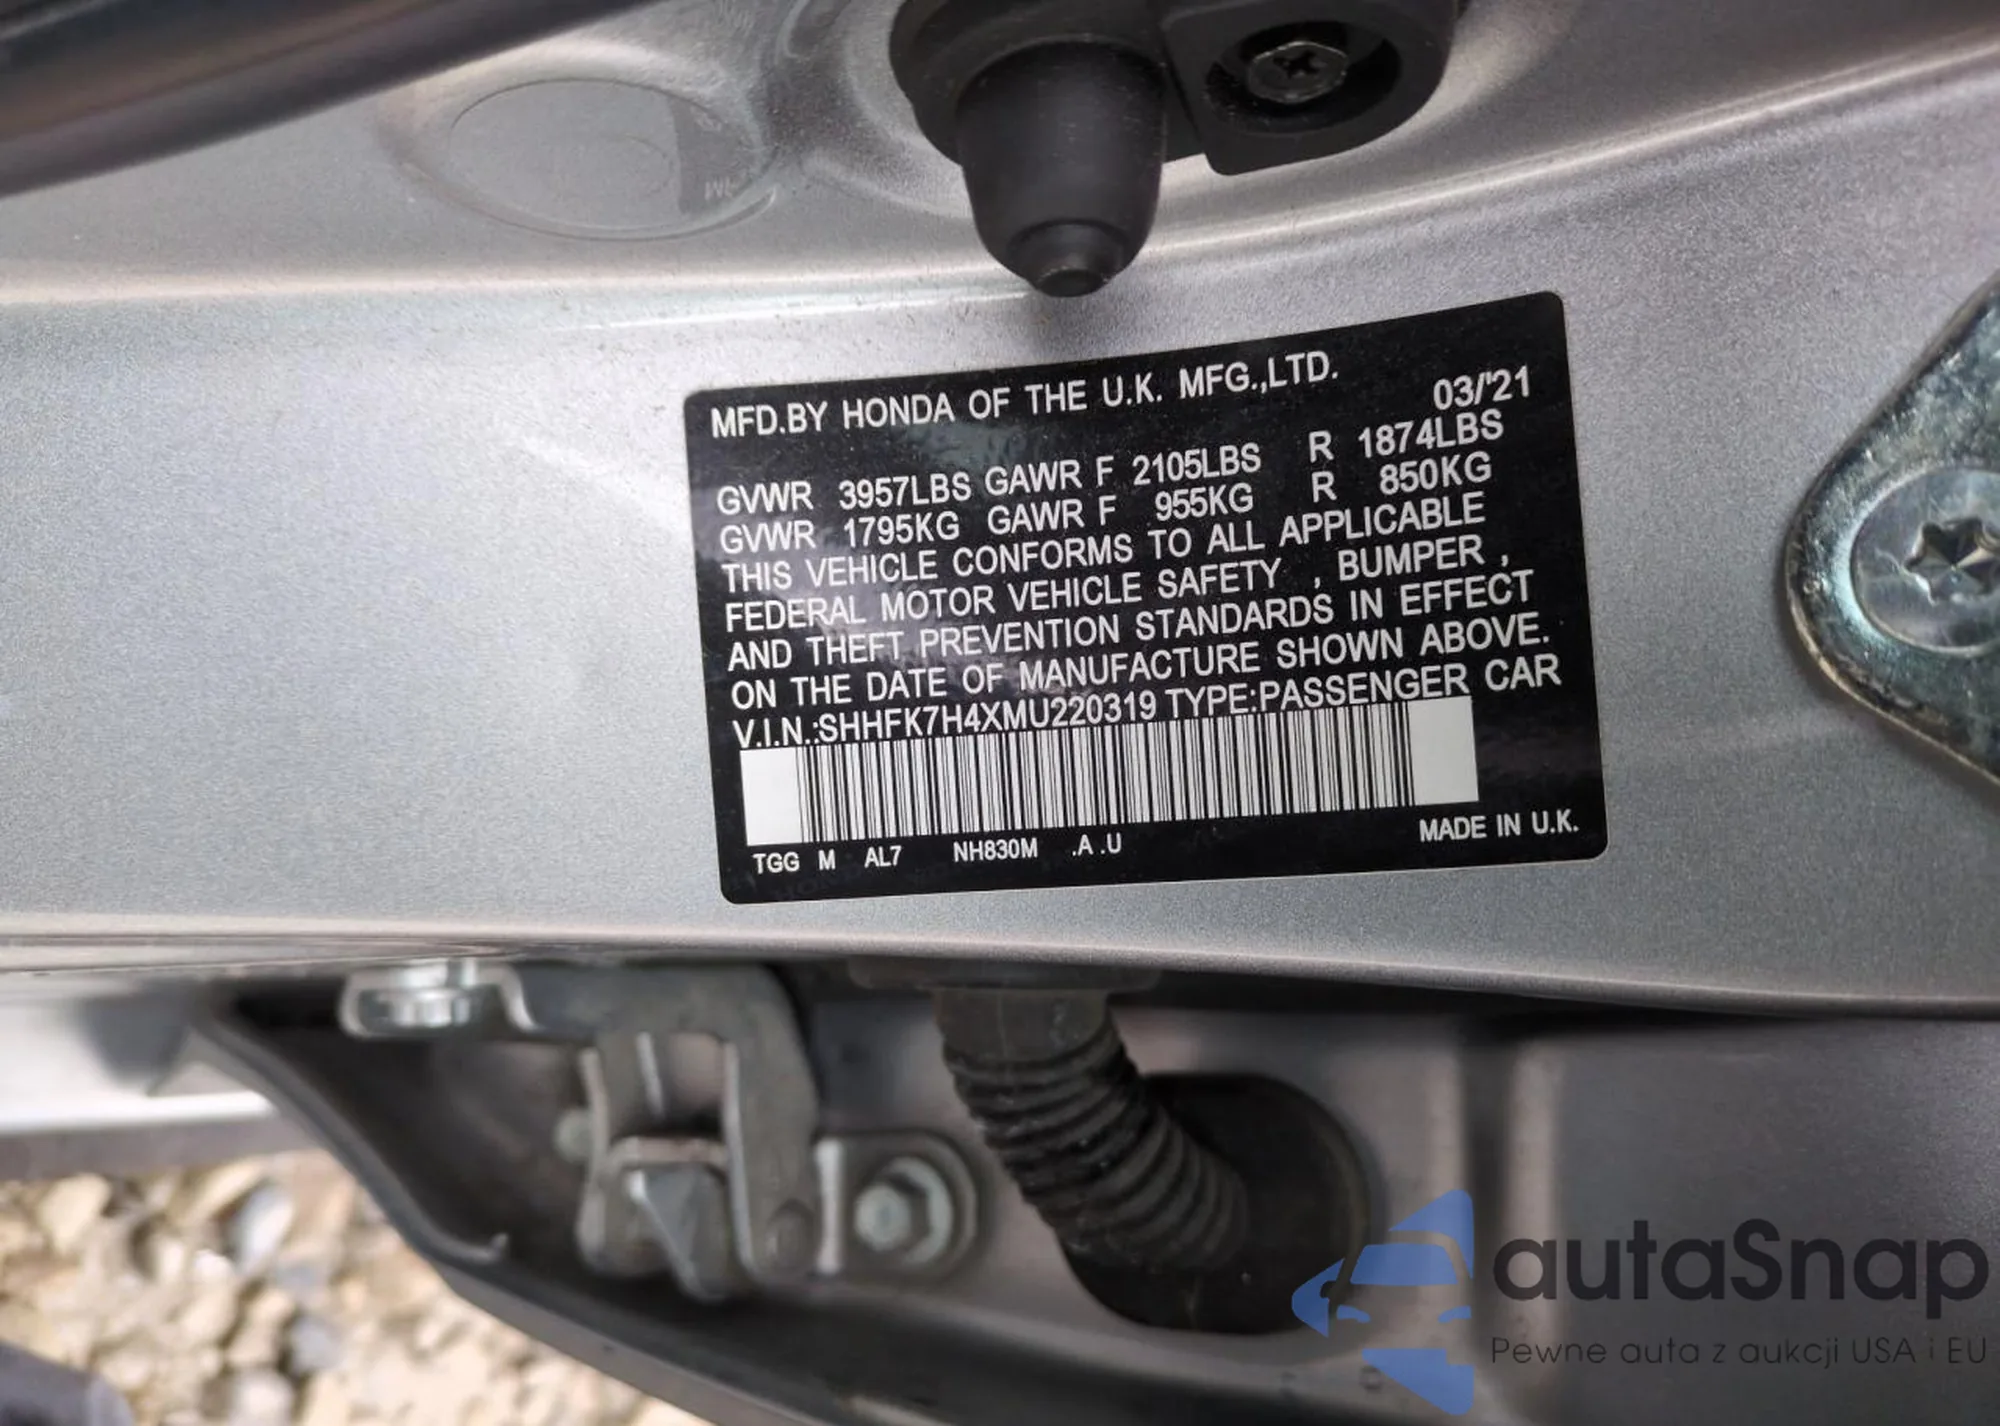 MFD.BY HONDA OF THE U.K. MFG.,LTD.
03/'21
GVWR 3957LBS GAWR F 2105LBS R 1874LBS
GVWR 1795KG GAWR F 955KG R 850KG
THIS VEHICLE CONFORMS TO ALL APPLICABLE
FEDERAL MOTOR VEHICLE SAFETY , BUMPER ,
AND THEFT PREVENTION STANDARDS IN EFFECT
ON THE DATE OF MANUFACTURE SHOWN ABOVE.
V.I.N.:SHHFK7H4XMU220319 TYPE:PASSENGER CAR
TGG M AL7 NH830M .A .U MADE IN U.K.
autaSnap
Pewne auta z aukcji USA i EU